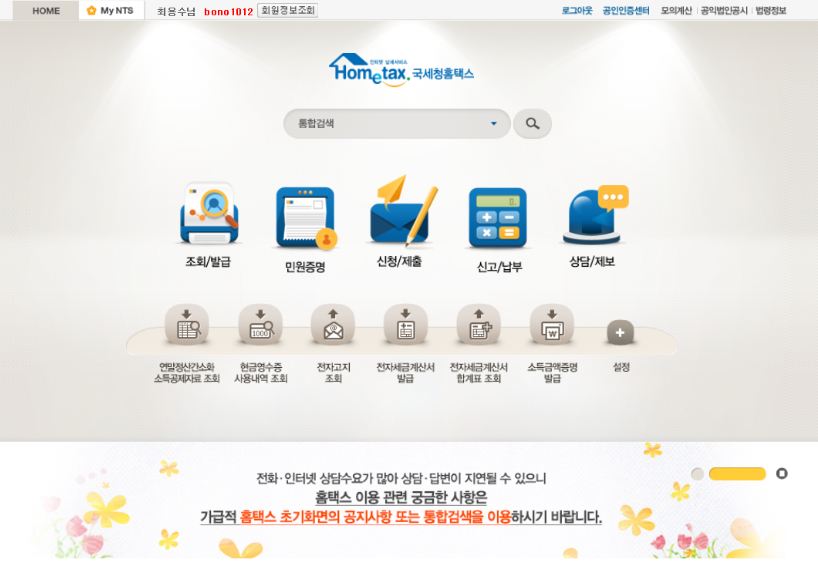 HOME My NTS 최용수님 bono1012 회원정보조회 로그아웃 공인인증센터 모의계산 | 공익법인공시 | 법령정보
인터넷 납세서비스
Hometax. 국세청홈택스
통합검색
조회/발급 민원증명 신청/제출 신고/납부 상담/제보
연말정산간소화 현금영수증 전자고지 전자세금계산서 전자세금계산서 소득금액증명 설정
소득공제자료 조회 사용내역 조회 조회 발급 합계표 조회 발급
전화·인터넷 상담수요가 많아 상담·답변이 지연될 수 있으니
홈택스 이용 관련 궁금한 사항은
가급적 홈택스 초기화면의 공지사항 또는 통합검색을 이용하시기 바랍니다.